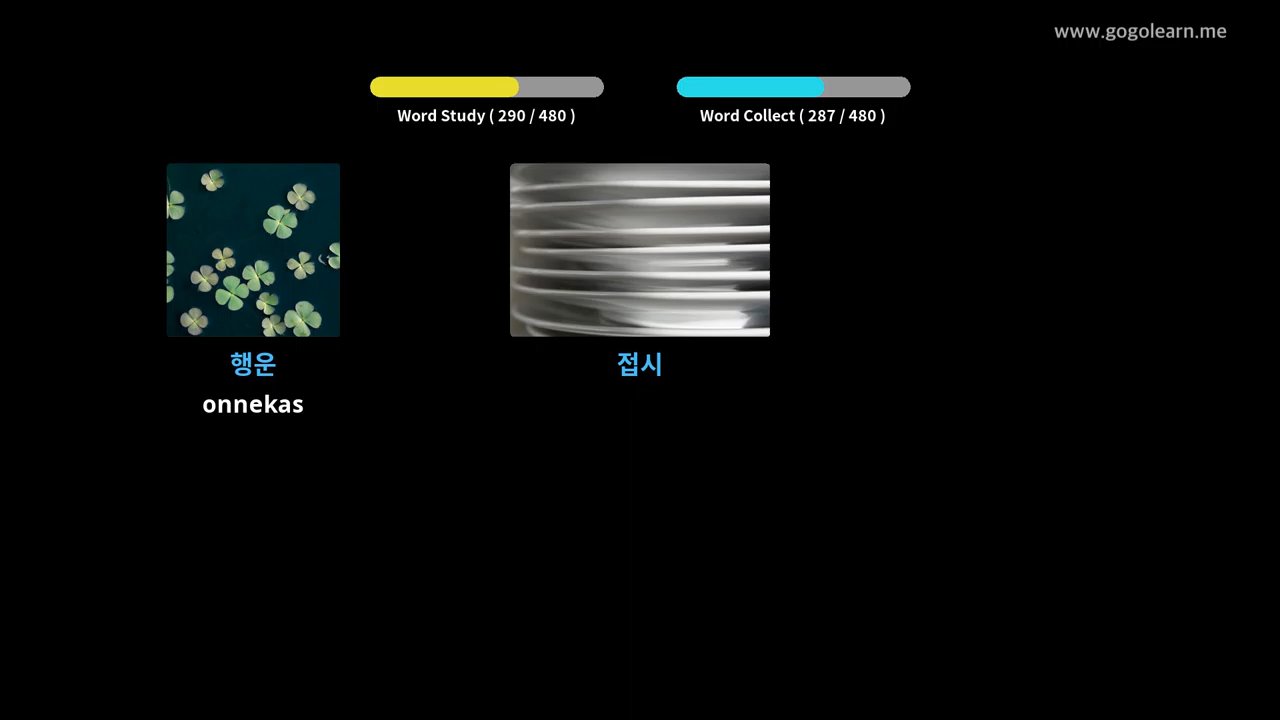 www.gogolearn.me
Word Study ( 290 / 480 )
Word Collect ( 287 / 480 )
행운
onnekas
접시